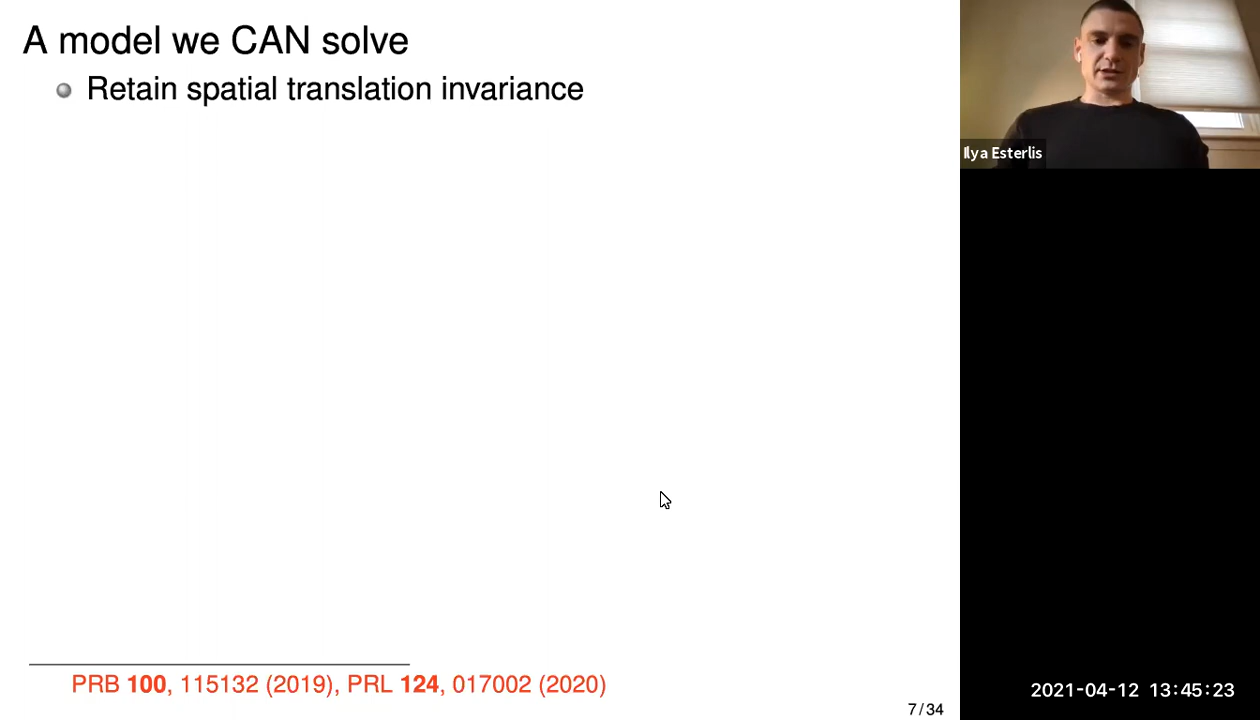 A model we CAN solve
Retain spatial translation invariance
Ilya Esterlis
PRB 100, 115132 (2019), PRL 124, 017002 (2020)
7 / 34
2021-04-12 13:45:23